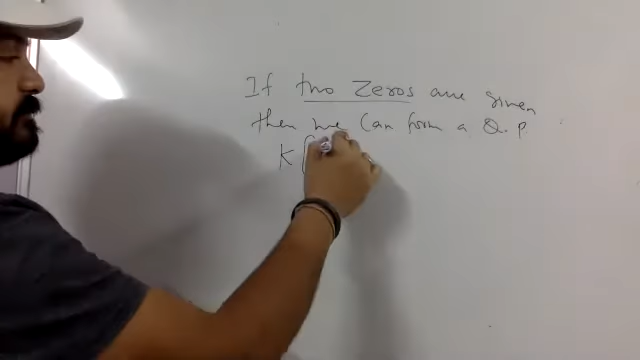 If two zeros are given
then we can form a Q.P
K [